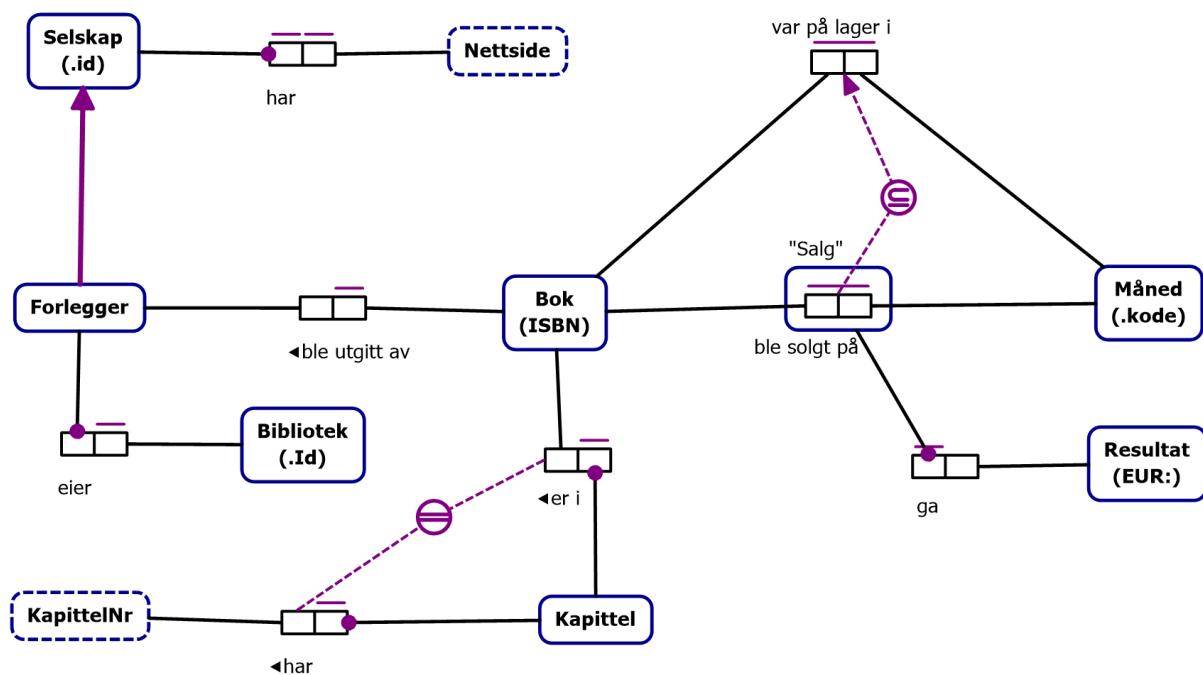 Selskap
(.id)
har
Nettside
var på lager i
Forlegger
◄ble utgitt av
Bok
(ISBN)
"Salg"
ble solgt på
Måned
(.kode)
eier
Bibliotek
(.Id)
◄er i
ga
Resultat
(EUR:)
KapittelNr
◄har
Kapittel